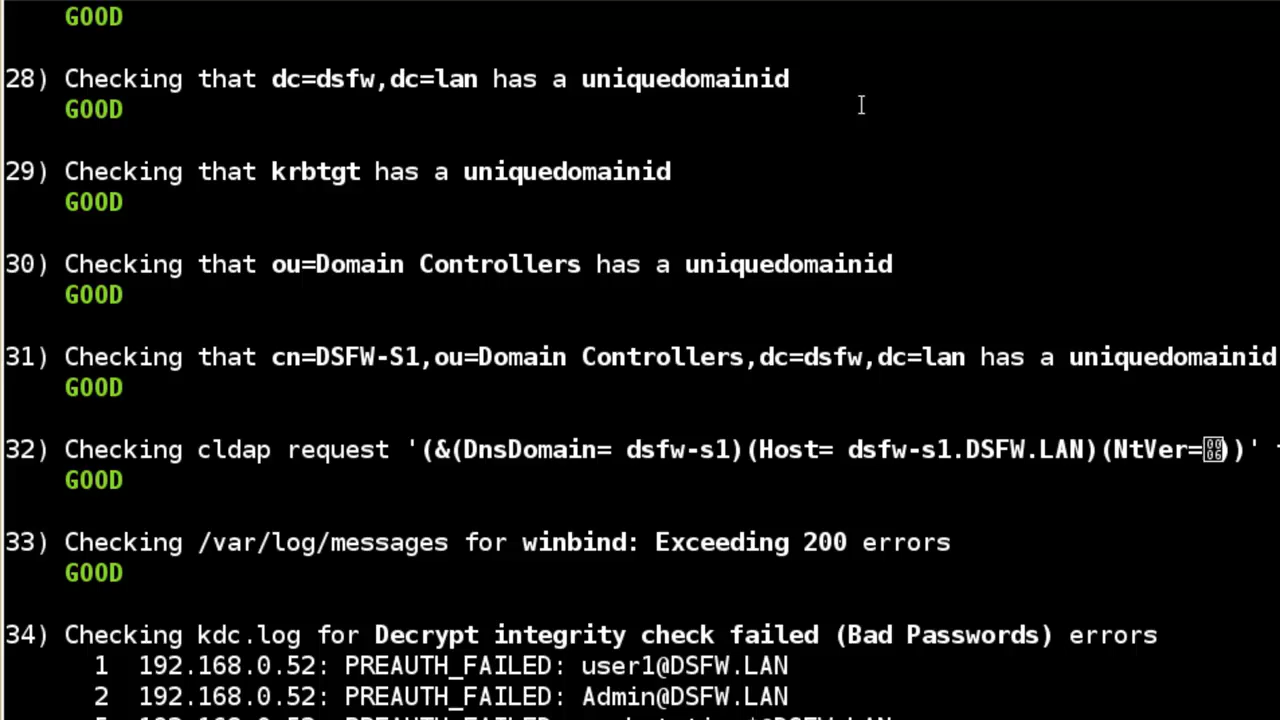 GOOD
28) Checking that dc=dsfw,dc=lan has a uniquedomainid
GOOD
29) Checking that krbtgt has a uniquedomainid
GOOD
30) Checking that ou=Domain Controllers has a uniquedomainid
GOOD
31) Checking that cn=DSFW-S1,ou=Domain Controllers,dc=dsfw,dc=lan has a uniquedomainid
GOOD
32) Checking cldap request '(&(DnsDomain= dsfw-s1)(Host= dsfw-s1.DSFW.LAN)(NtVer=))'
GOOD
33) Checking /var/log/messages for winbind: Exceeding 200 errors
GOOD
34) Checking kdc.log for Decrypt integrity check failed (Bad Passwords) errors
1 192.168.0.52: PREAUTH_FAILED: user1@DSFW.LAN
2 192.168.0.52: PREAUTH_FAILED: Admin@DSFW.LAN